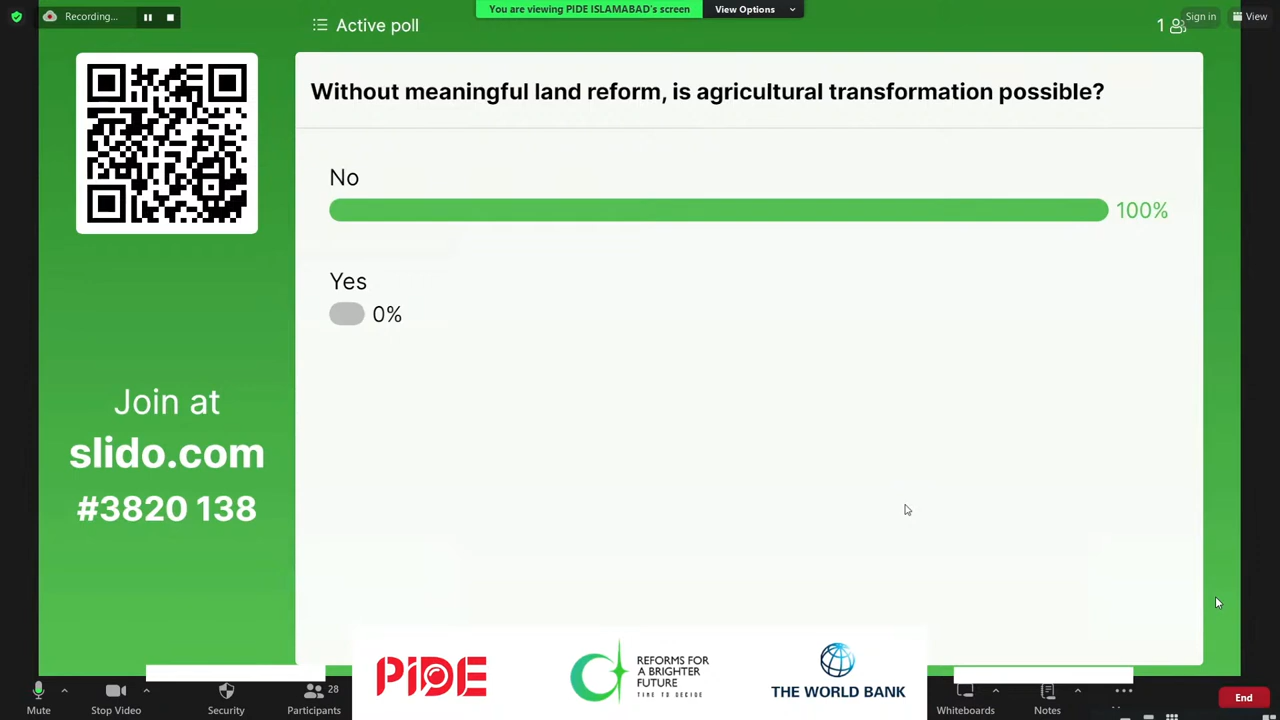 Recording...
You are viewing PIDE ISLAMABAD's screen
View Options
Sign in
View
Active poll
1
Without meaningful land reform, is agricultural transformation possible?
No
100%
Yes
0%
Join at
slido.com
#3820 138
PIDE
REFORMS FOR
A BRIGHTER
FUTURE
TIME TO DECIDE
THE WORLD BANK
Mute
Stop Video
Security
Participants
28
Whiteboards
Notes
End